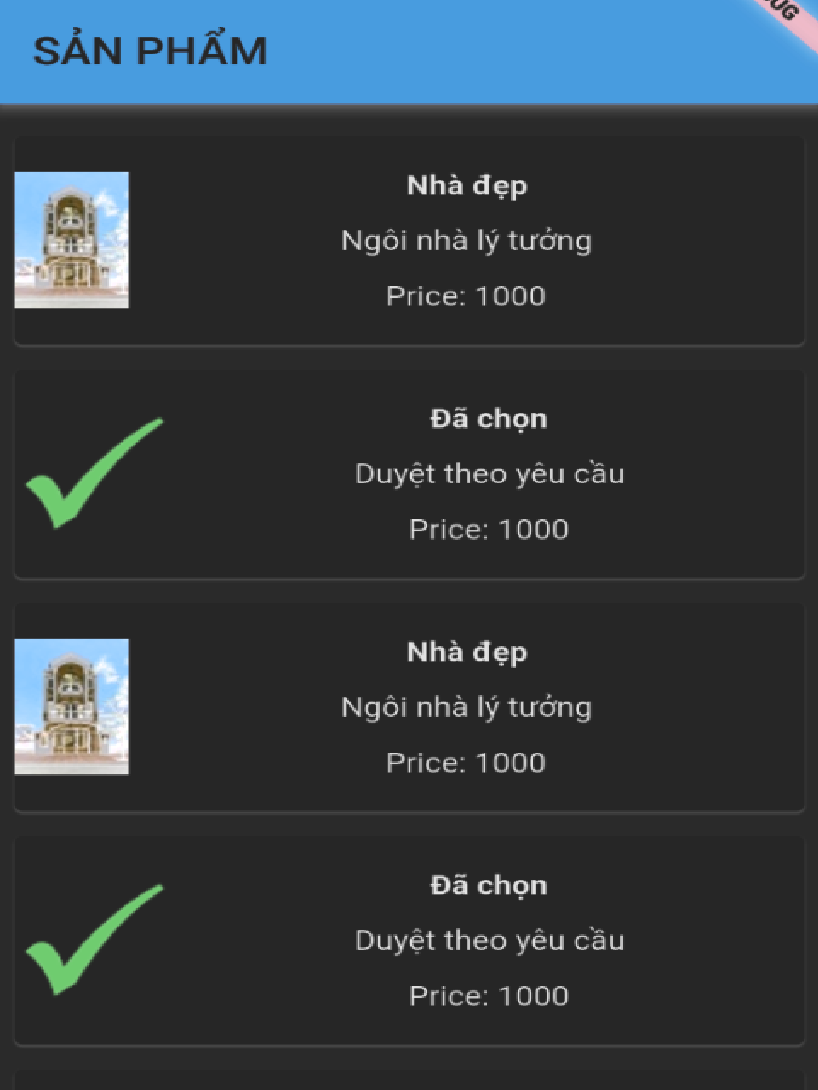 SẢN PHẨM
Nhà đẹp
Ngôi nhà lý tưởng
Price: 1000
Đã chọn
Duyệt theo yêu cầu
Price: 1000
Nhà đẹp
Ngôi nhà lý tưởng
Price: 1000
Đã chọn
Duyệt theo yêu cầu
Price: 1000